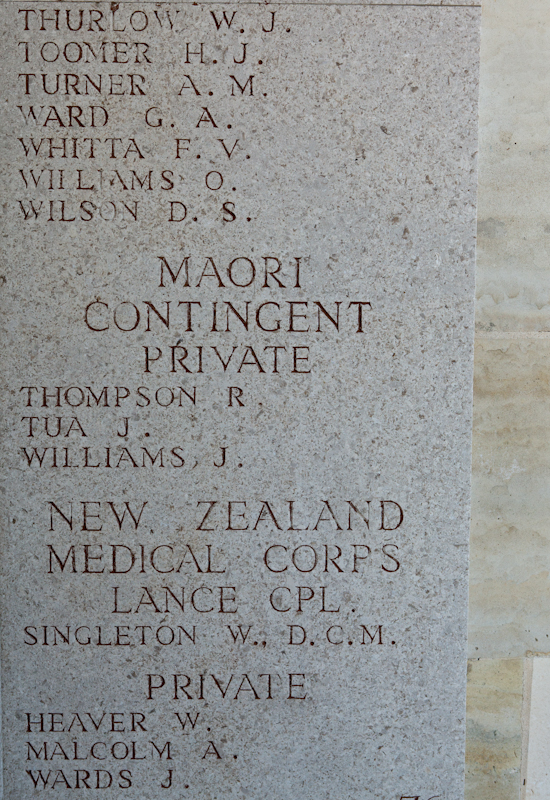 THURLOW W. J.
TOOMER H. J.
TURNER A. M.
WARD G. A.
WHITTA F. V.
WILLIAMS O.
WILSON D. S.
MAORI
CONTINGENT
PRIVATE
THOMPSON R.
TUA J.
WILLIAMS, J.
NEW ZEALAND
MEDICAL CORPS
LANCE CPL.
SINGLETON W., D.C.M.
PRIVATE
HEAVER W.
MALCOLM A.
WARDS J.